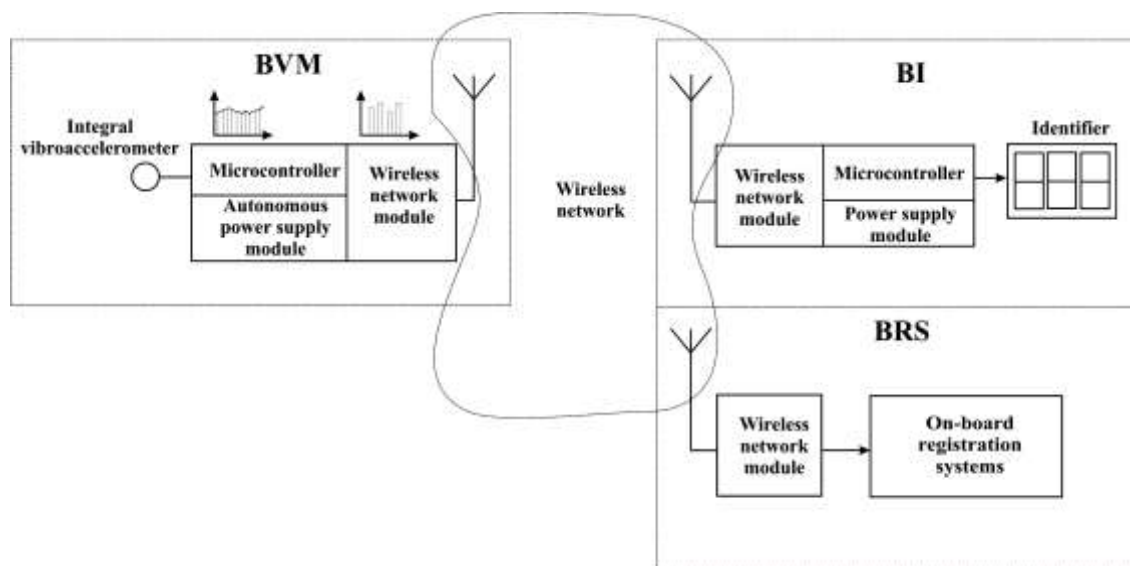 BVM
Integral
vibroaccelerometer
Microcontroller
Autonomous
power supply
module
Wireless
network
module
Wireless
network
BI
Identifier
Wireless
network
module
Microcontroller
Power supply
module
BRS
Wireless
network
module
On-board
registration
systems